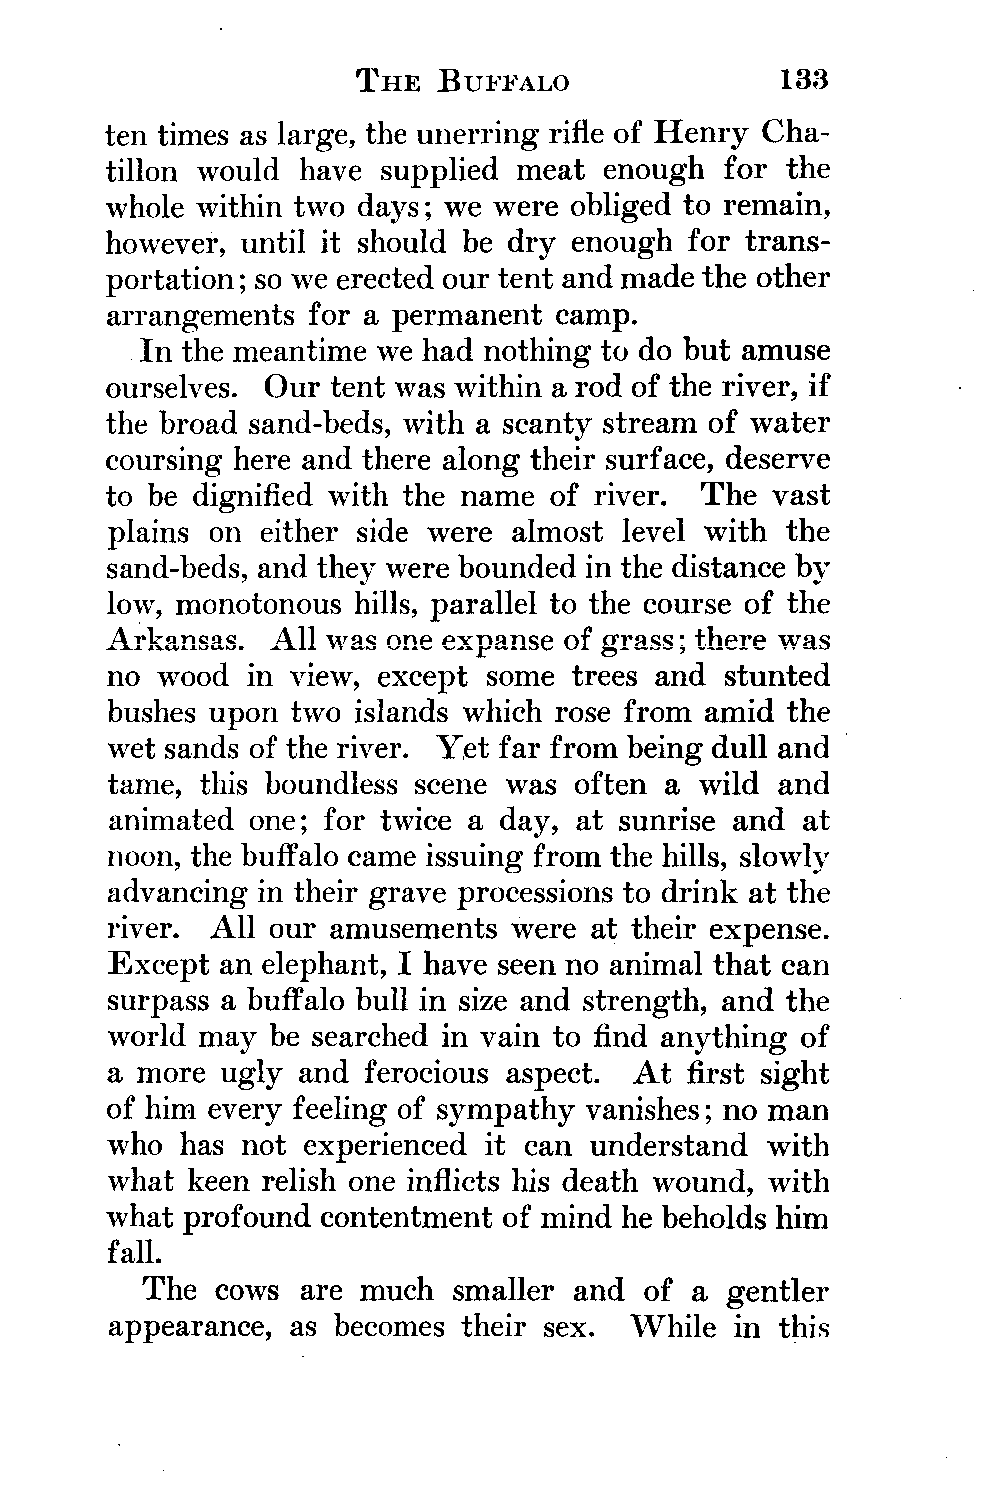 THE BUFFALO 133
ten times as large, the unerring rifle of Henry Cha-
tillon would have supplied meat enough for the
whole within two days; we were obliged to remain,
however, until it should be dry enough for trans-
portation; so we erected our tent and made the other
arrangements for a permanent camp.
In the meantime we had nothing to do but amuse
ourselves. Our tent was within a rod of the river, if
the broad sand-beds, with a scanty stream of water
coursing here and there along their surface, deserve
to be dignified with the name of river. The vast
plains on either side were almost level with the
sand-beds, and they were bounded in the distance by
low, monotonous hills, parallel to the course of the
Arkansas. All was one expanse of grass; there was
no wood in view, except some trees and stunted
bushes upon two islands which rose from amid the
wet sands of the river. Yet far from being dull and
tame, this boundless scene was often a wild and
animated one; for twice a day, at sunrise and at
noon, the buffalo came issuing from the hills, slowly
advancing in their grave processions to drink at the
river. All our amusements were at their expense.
Except an elephant, I have seen no animal that can
surpass a buffalo bull in size and strength, and the
world may be searched in vain to find anything of
a more ugly and ferocious aspect. At first sight
of him every feeling of sympathy vanishes; no man
who has not experienced it can understand with
what keen relish one inflicts his death wound, with
what profound contentment of mind he beholds him
fall.
The cows are much smaller and of a gentler
appearance, as becomes their sex. While in this